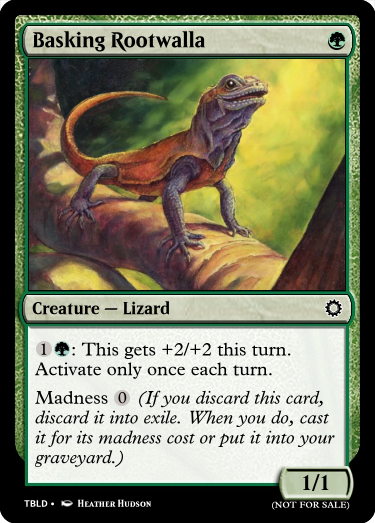 Basking Rootwalla
1: This gets +2/+2 this turn.
Activate only once each turn.
Creature — Lizard
Madness 0 (If you discard this card,
discard it into exile. When you do, cast
it for its madness cost or put it into your
graveyard.)
1/1
TBLD • Heather Hudson
(NOT FOR SALE)